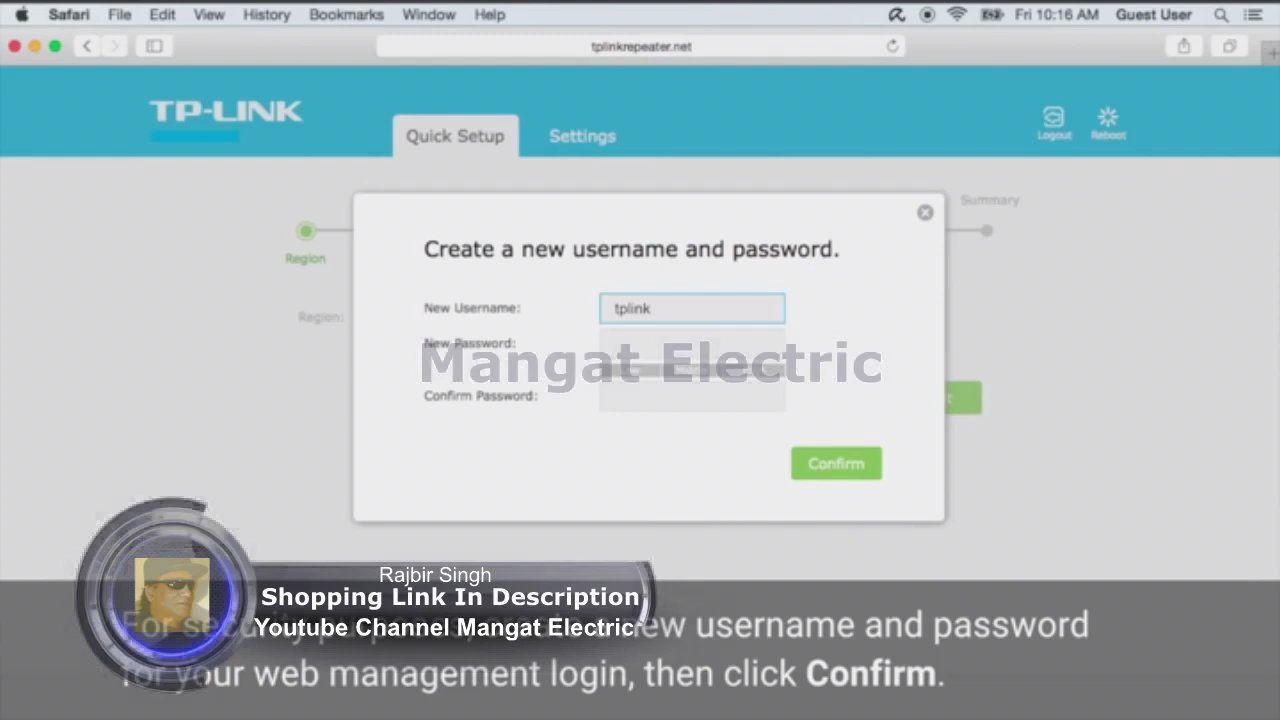 Safari File Edit View History Bookmarks Window Help Fri 10:16 AM Guest User
tplinkrepeater.net
TP-LINK
Quick Setup Settings Logout Reboot
Summary
Region
Region:
Create a new username and password.
New Username: tplink
New Password:
Mangat Electric
Confirm Password:
Confirm
Rajbir Singh
Shopping Link In Description
Youtube Channel Mangat Electric
For new username and password
for your web management login, then click Confirm.